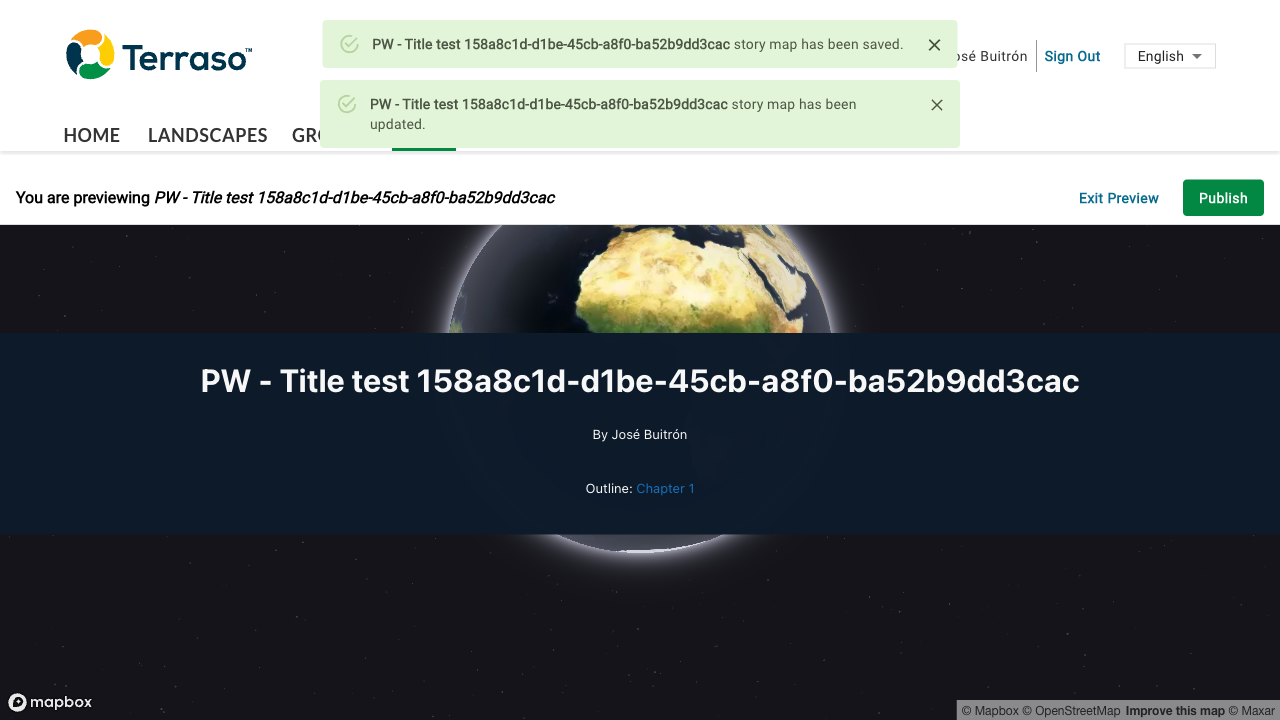 Terraso™
PW - Title test 158a8c1d-d1be-45cb-a8f0-ba52b9dd3cac story map has been saved.
PW - Title test 158a8c1d-d1be-45cb-a8f0-ba52b9dd3cac story map has been
updated.
José Buitrón
Sign Out
English
HOME LANDSCAPES
You are previewing PW - Title test 158a8c1d-d1be-45cb-a8f0-ba52b9dd3cac
Exit Preview
Publish
PW - Title test 158a8c1d-d1be-45cb-a8f0-ba52b9dd3cac
By José Buitrón
Outline: Chapter 1
mapbox
© Mapbox © OpenStreetMap Improve this map © Maxar